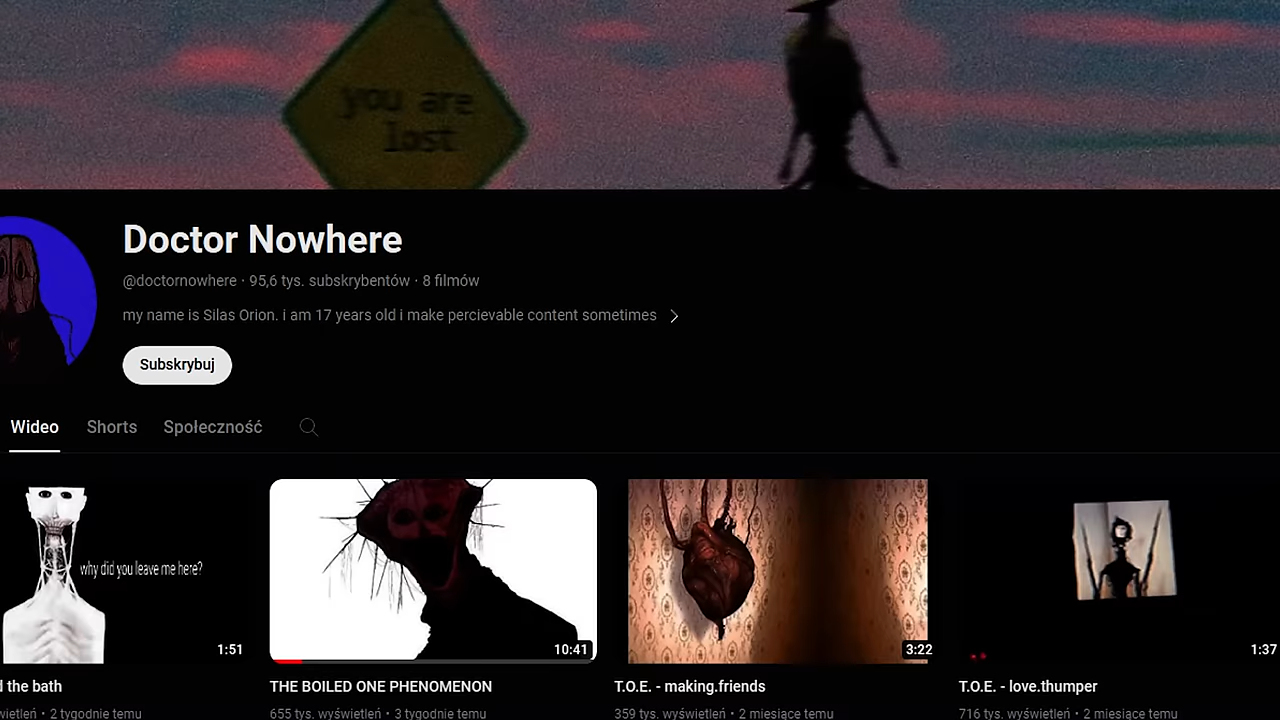 you are
lost
Doctor Nowhere
@doctornowhere · 95,6 tys. subskrybentów · 8 filmów
my name is Silas Orion. i am 17 years old i make percievable content sometimes
Subskrybuj
Wideo Shorts Społeczność
why did you leave me here?
1:51 10:41 3:22 1:37
the bath THE BOILED ONE PHENOMENON T.O.E. - making.friends T.O.E. - love.thumper
2 tygodnie temu 655 tys. wyświetleń • 3 tygodnie temu 359 tys. wyświetleń • 2 miesiące temu 716 tys. wyświetleń • 2 miesiące temu